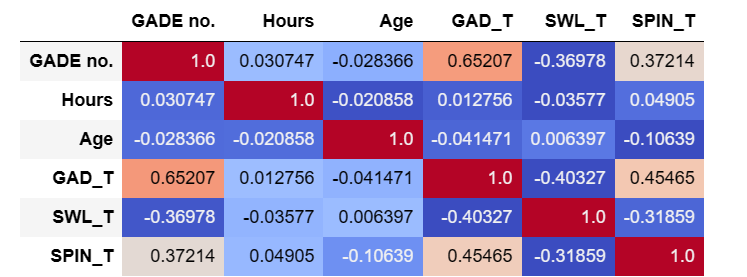 GADE no. Hours Age GAD_T SWL_T SPIN_T
GADE no. 1.0 0.030747 -0.028366 0.65207 -0.36978 0.37214
Hours 0.030747 1.0 -0.020858 0.012756 -0.03577 0.04905
Age -0.028366 -0.020858 1.0 -0.041471 0.006397 -0.10639
GAD_T 0.65207 0.012756 -0.041471 1.0 -0.40327 0.45465
SWL_T -0.36978 -0.03577 0.006397 -0.40327 1.0 -0.31859
SPIN_T 0.37214 0.04905 -0.10639 0.45465 -0.31859 1.0